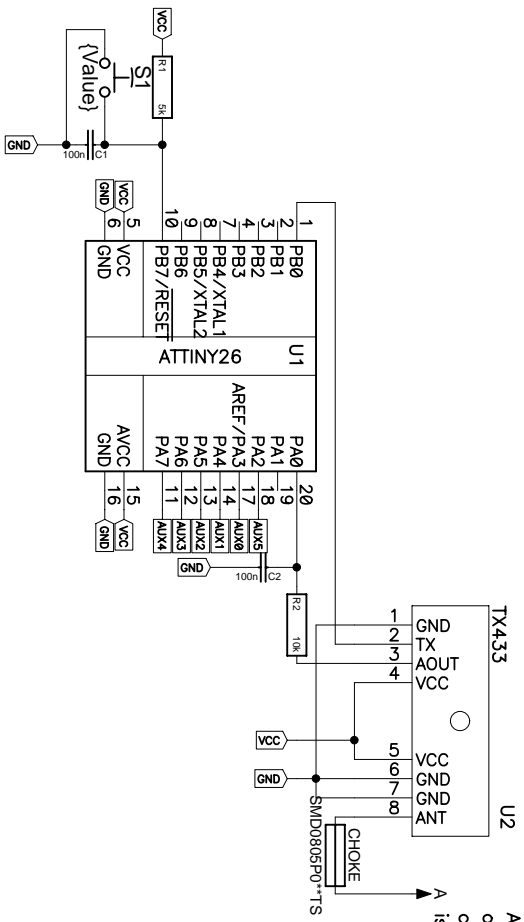 VCC
R1
5k
S1
{Value}
GND
100n
C1
VCC
GND
5
6
10
9
8
7
4
3
2
1
VCC
GND
PB7/RESET
PB6
PB5/XTAL2
PB4/XTAL1
PB3
PB2
PB1
PB0
ATTINY26
U1
AVCC
GND
PA7
PA6
PA5
PA4
AREF/PA3
PA2
PA1
PA0
15
16
11
12
13
14
17
18
19
20
VCC
GND
AUX4
AUX3
AUX2
AUX1
AUX0
AUX5
GND
100n
C2
R2
10k
TX433
1
2
3
4
5
6
7
8
GND
TX
AOUT
VCC
VCC
GND
GND
ANT
U2
VCC
GND
SMD0805P0**TS
CHOKE
A
A
c
c
is